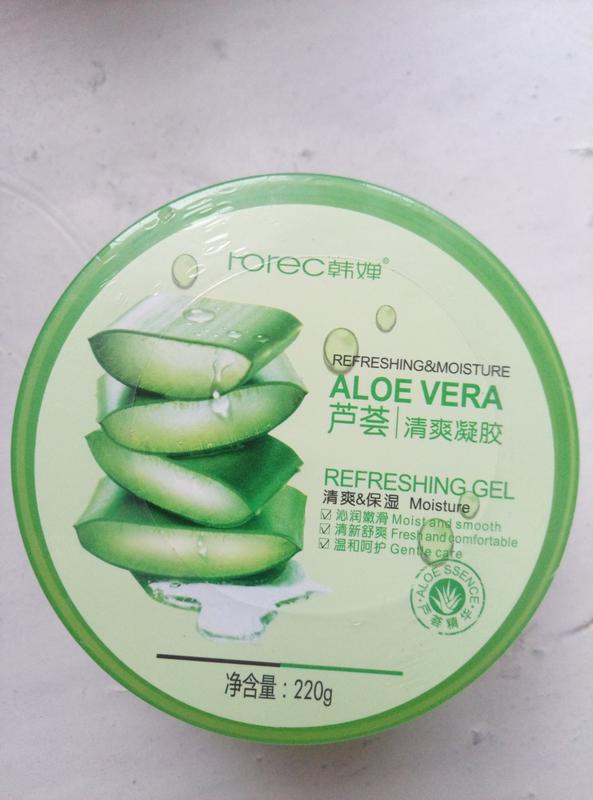 Forec韩婵®
REFRESHING&MOISTURE
ALOE VERA
芦荟|清爽凝胶
REFRESHING GEL
清爽&保湿 Moisture
☑ 沁润嫩滑 Moist and smooth
☑ 清新舒爽 Fresh and comfortable
☑ 温和呵护 Gentle care
·ALOE SSENCE·
芦荟精华
净含量：220g